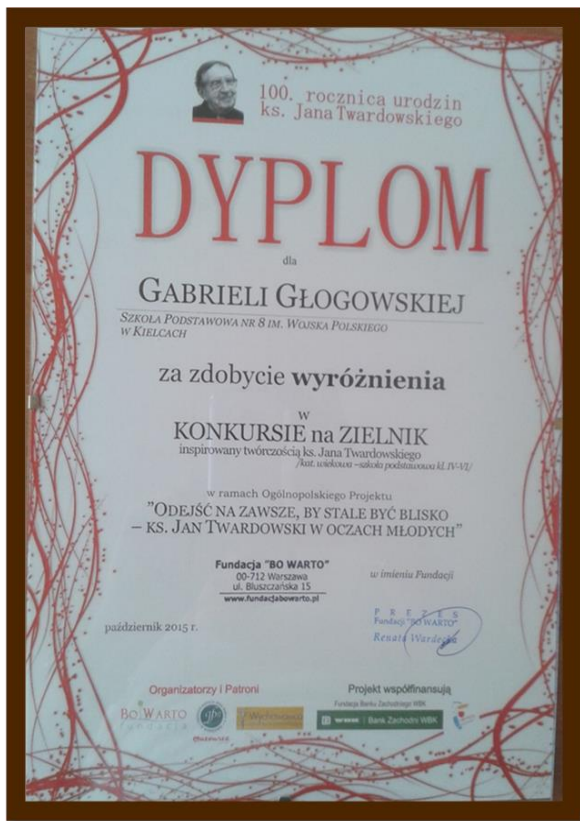 100. rocznica urodzin
ks. Jana Twardowskiego
DYPLOM
dla
GABRIELI GŁOGOWSKIEJ
SZKOŁA PODSTAWOWA NR 8 IM. WOJSKA POLSKIEGO
W KIELCACH
za zdobycie wyróżnienia
w
KONKURSIE na ZIELNIK
inspirowany twórczością ks. Jana Twardowskiego
/kat. wiekowa –szkoła podstawowa kl. IV-VI/
w ramach Ogólnopolskiego Projektu
"ODEJŚĆ NA ZAWSZE, BY STALE BYĆ BLISKO
– KS. JAN TWARDOWSKI W OCZACH MŁODYCH"
Fundacja "BO WARTO"
00-712 Warszawa
ul. Bluszczańska 15
www.fundacjabowarto.pl
w imieniu Fundacji
PREZES
Fundacji "BO WARTO"
Renata Wardecka
październik 2015 r.
Organizatorzy i Patroni
Projekt współfinansują
BO WARTO
fundacja
Wychowawca
Fundacja Banku Zachodniego WBK
Bank Zachodni WBK